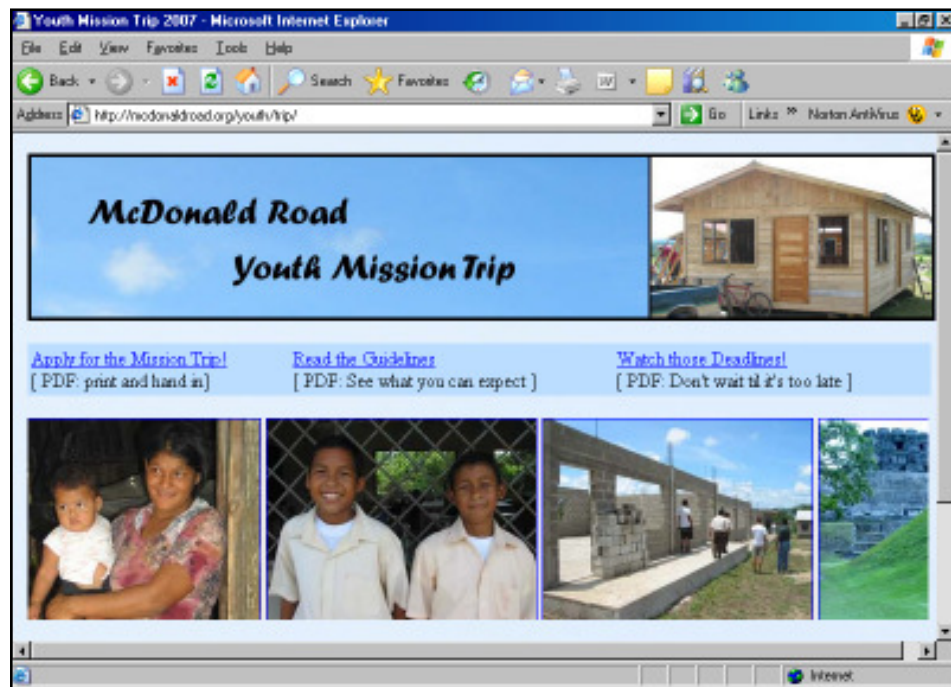 Youth Mission Trip 2007 - Microsoft Internet Explorer
File Edit View Favorites Tools Help
Back Search Favorites W
Address http://mcdonaldroad.org/youth/trip/ Go Links » Norton AntiVirus
McDonald Road
Youth Mission Trip
Apply for the Mission Trip! Read the Guidelines Watch those Deadlines!
[ PDF: print and hand in] [ PDF: See what you can expect ] [ PDF: Don't wait til it's too late ]
Internet